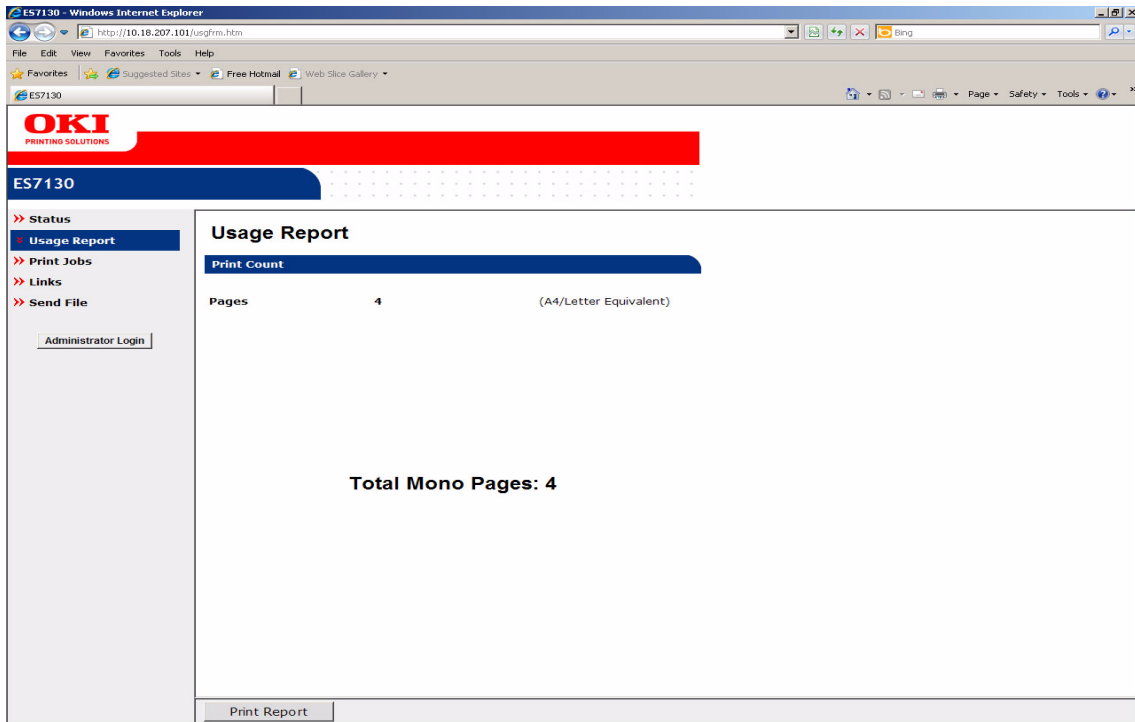 ES7130 - Windows Internet Explorer
http://10.18.207.101/usgfrm.htm
Bing
File Edit View Favorites Tools Help
Favorites Suggested Sites Free Hotmail Web Slice Gallery
ES7130
Page Safety Tools
OKI
PRINTING SOLUTIONS
ES7130
Status
Usage Report
Print Jobs
Links
Send File
Administrator Login
Usage Report
Print Count
Pages 4 (A4/Letter Equivalent)
Total Mono Pages: 4
Print Report